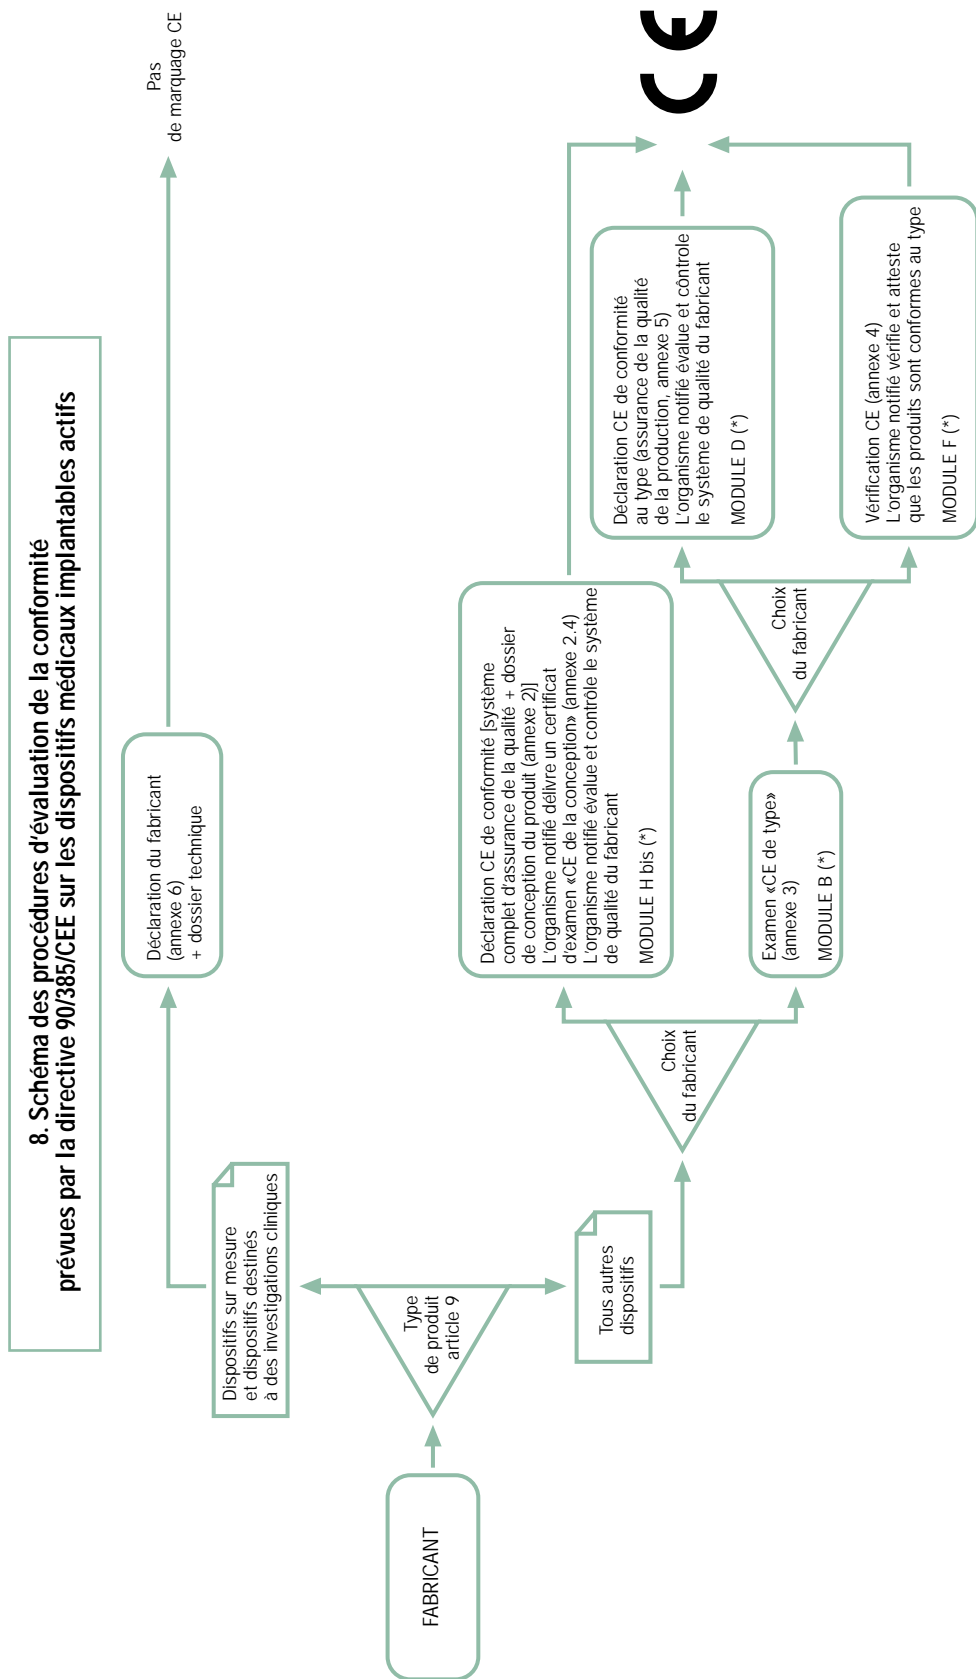 8. Schéma des procédures d'évaluation de la conformité
prévues par la directive 90/385/CEE sur les dispositifs médicaux implantables actifs
FABRICANT
Type
de produit
article 9
Dispositifs sur mesure
et dispositifs destinés
à des investigations cliniques
Déclaration du fabricant
(annexe 6)
+ dossier technique
Pas
de marquage CE
Tous autres
dispositifs
Choix
du fabricant
Déclaration CE de conformité [système
complet d'assurance de la qualité + dossier
de conception du produit (annexe 2)]
L'organisme notifié délivre un certificat
d'examen «CE de la conception» (annexe 2.4)
L'organisme notifié évalue et contrôle le système
de qualité du fabricant
MODULE H bis (*)
Examen «CE de type»
(annexe 3)
MODULE B (*)
Choix
du fabricant
Déclaration CE de conformité
au type (assurance de la qualité
de la production, annexe 5)
L'organisme notifié évalue et côntrole
le système de qualité du fabricant
MODULE D (*)
Vérification CE (annexe 4)
L'organisme notifié vérifie et atteste
que les produits sont conformes au type
MODULE F (*)
CE